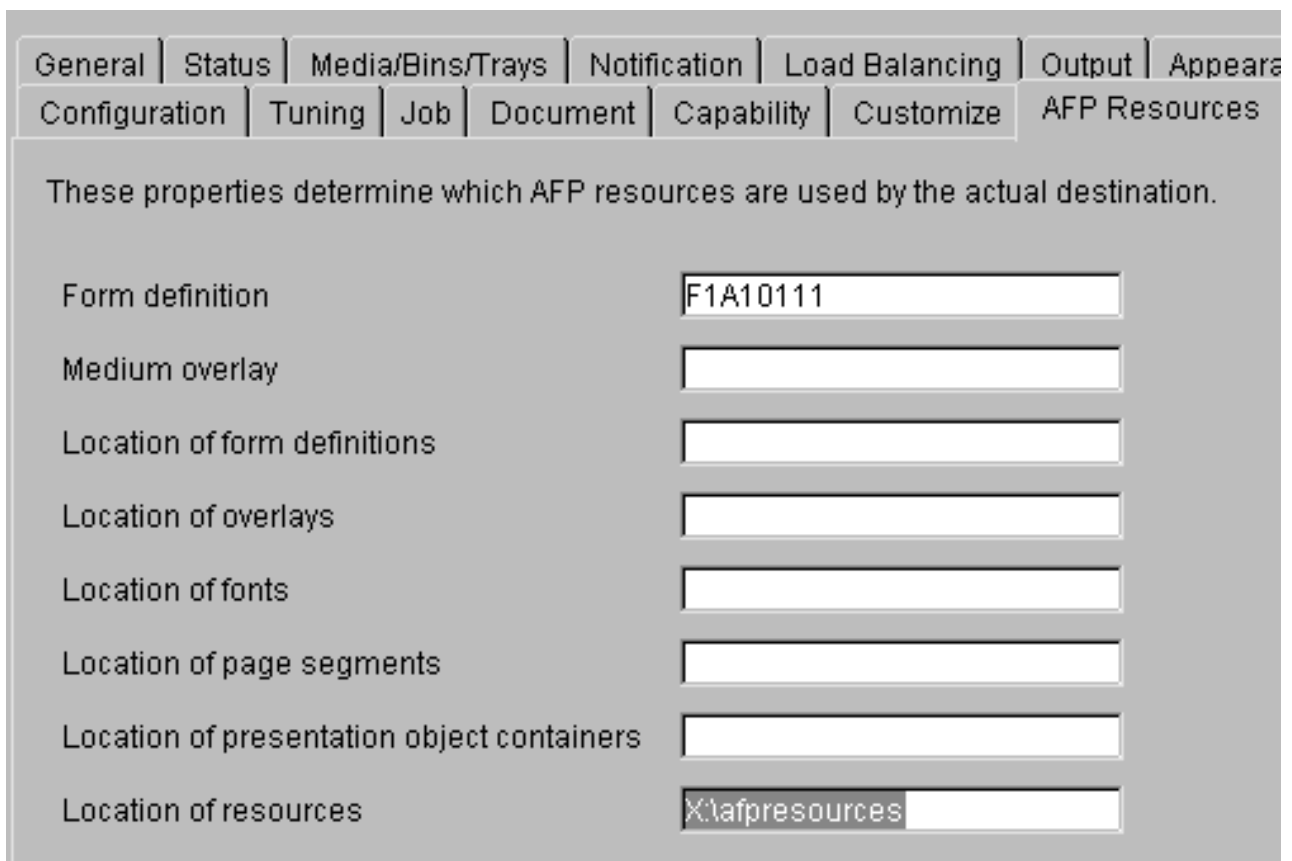 General Status Media/Bins/Trays Notification Load Balancing Output Appeara
Configuration Tuning Job Document Capability Customize AFP Resources
These properties determine which AFP resources are used by the actual destination.
Form definition F1A10111
Medium overlay
Location of form definitions
Location of overlays
Location of fonts
Location of page segments
Location of presentation object containers
Location of resources X:\afpresources